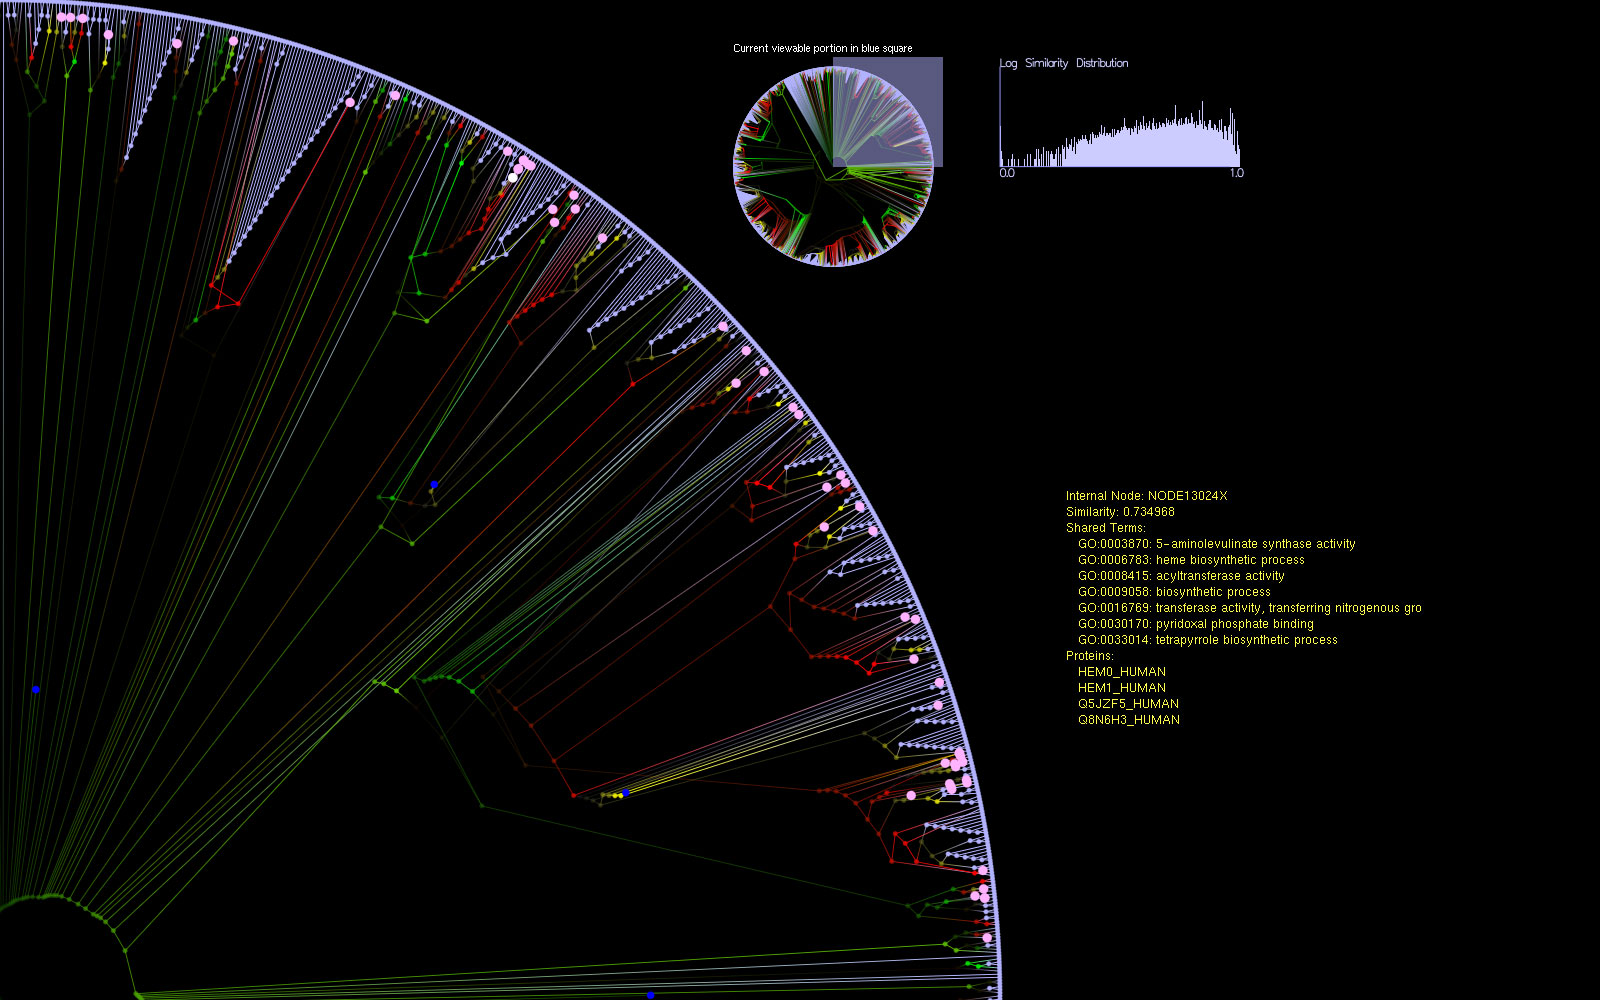 Current viewable portion in blue square
Log Similarity Distribution
0.0 1.0
Internal Node: NODE13024X
Similarity: 0.734968
Shared Terms:
GO:0003870: 5-aminolevulinate synthase activity
GO:0006783: heme biosynthetic process
GO:0008415: acyltransferase activity
GO:0009058: biosynthetic process
GO:0016769: transferase activity, transferring nitrogenous gro
GO:0030170: pyridoxal phosphate binding
GO:0033014: tetrapyrrole biosynthetic process
Proteins:
HEM0_HUMAN
HEM1_HUMAN
Q5JZF5_HUMAN
Q8N6H3_HUMAN